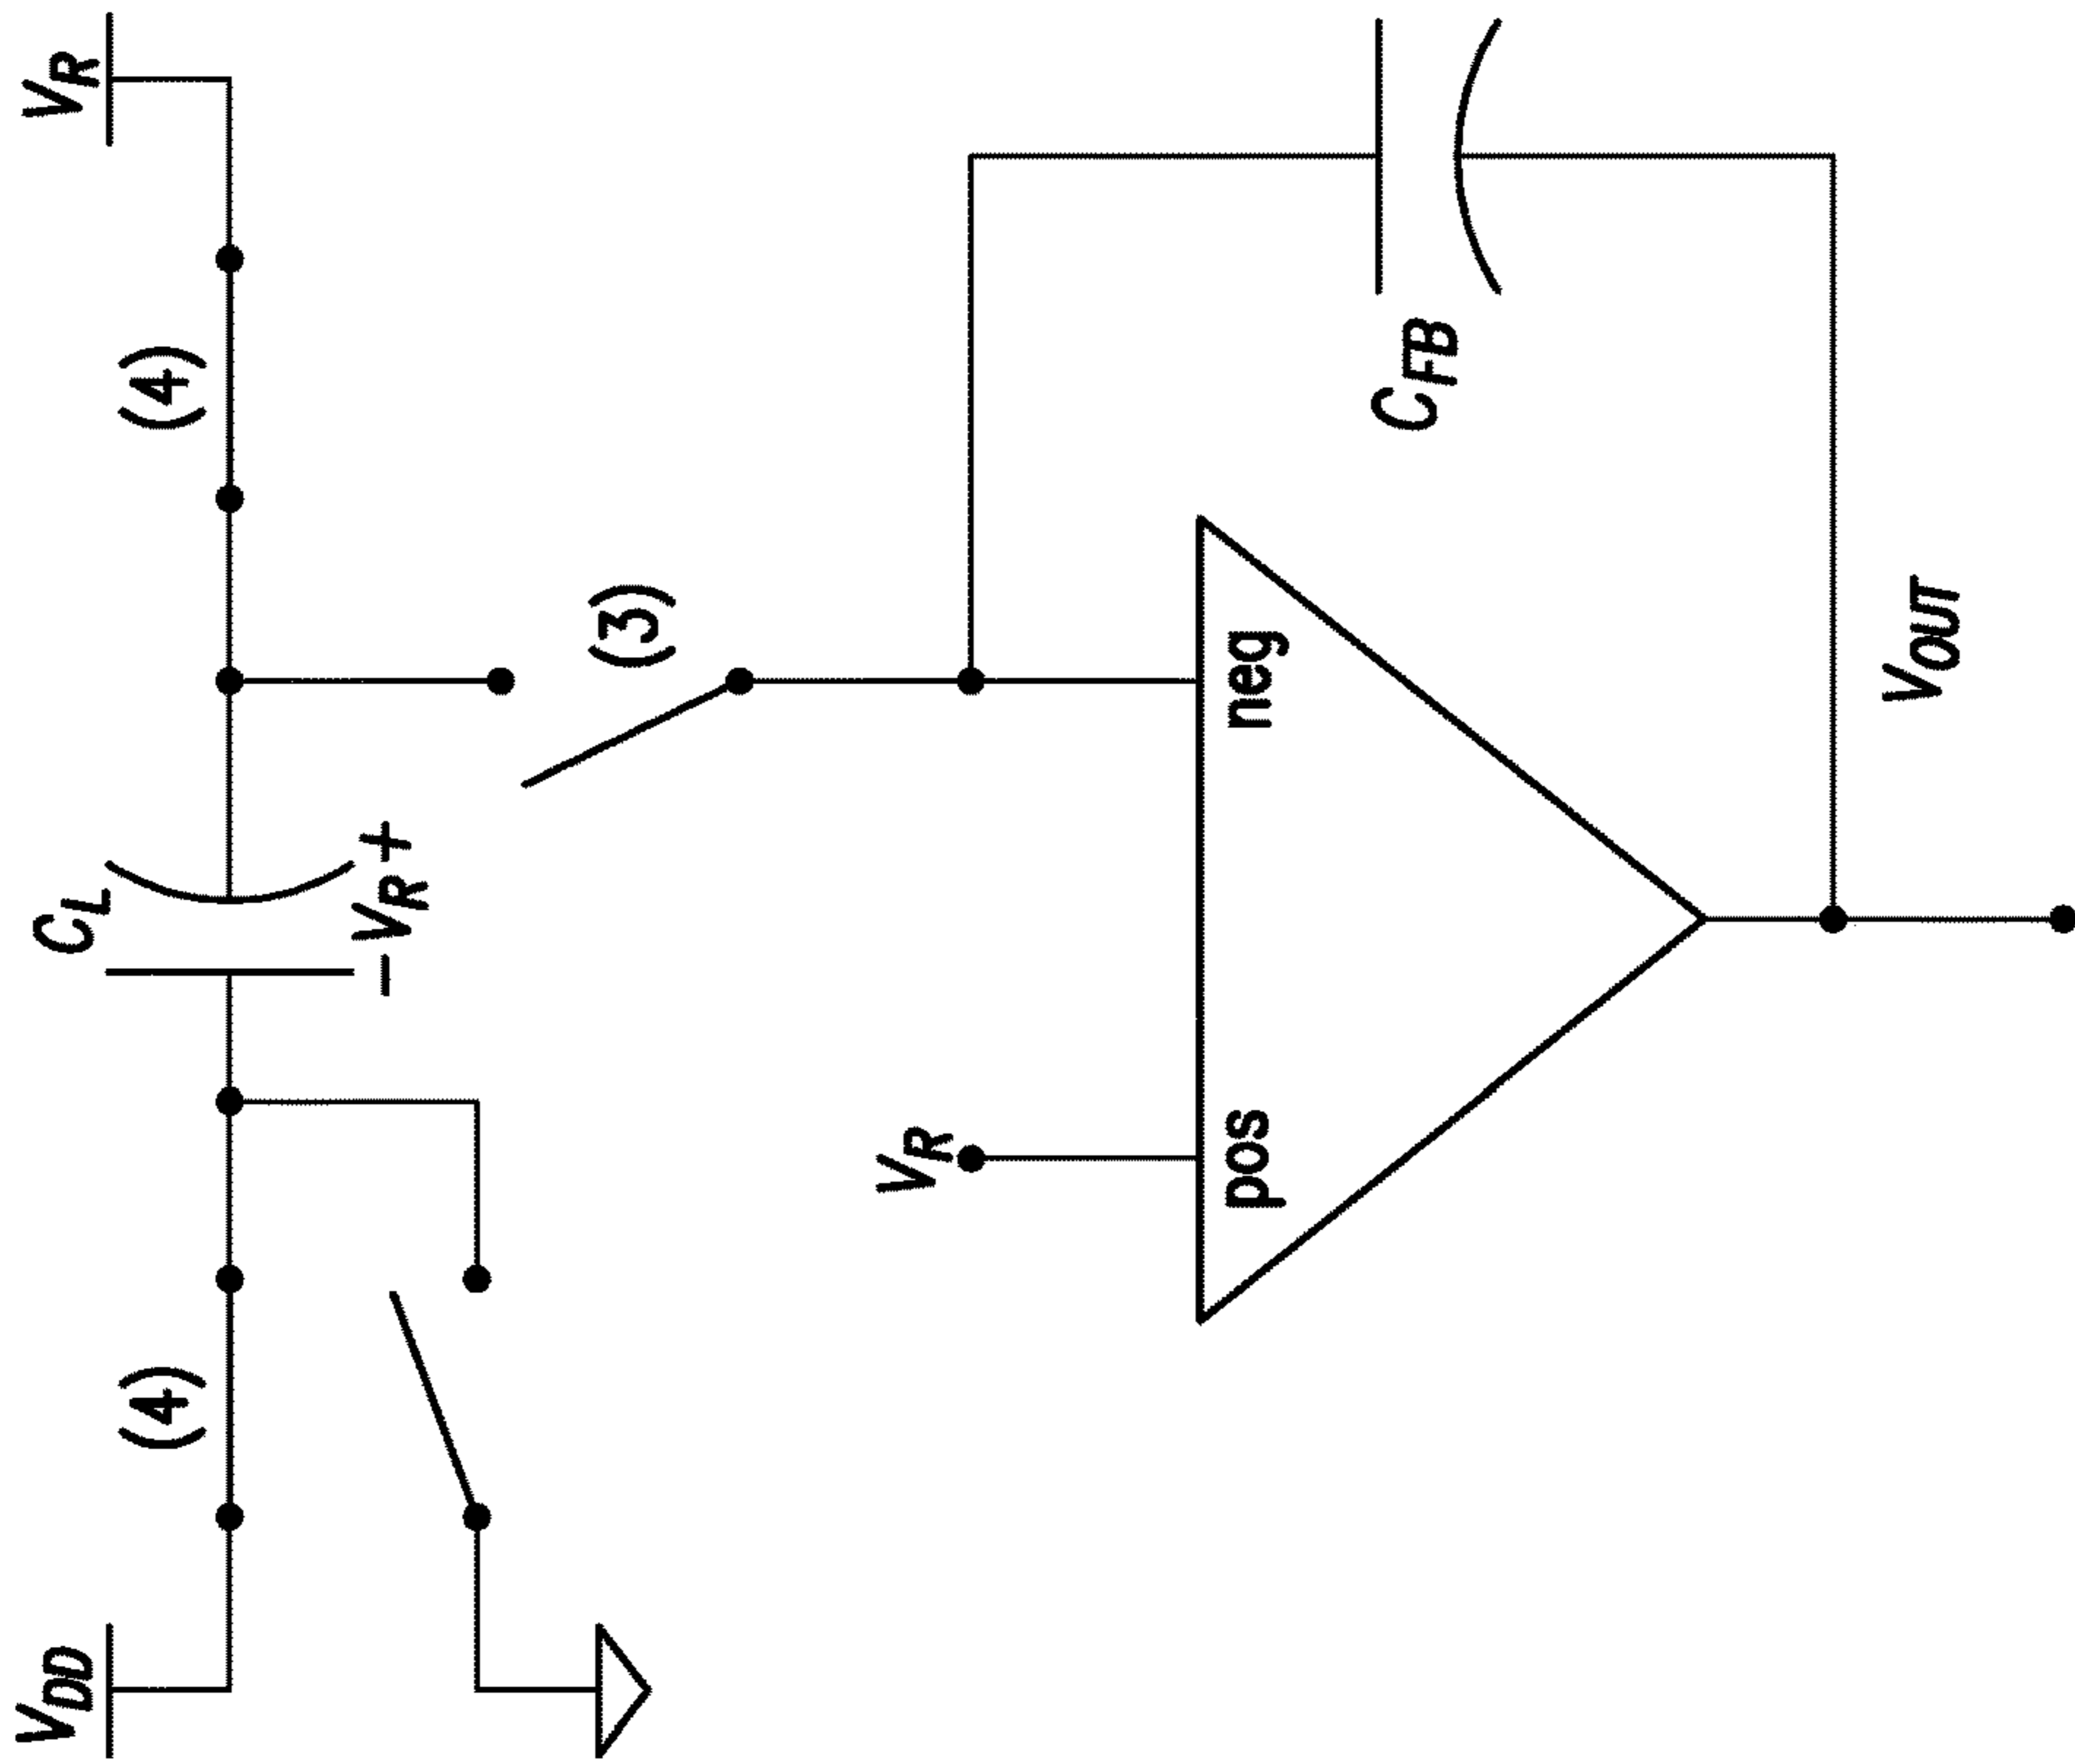 V_DD
(4)
C_L
– V_R +
(4)
V_R
(3)
V_R
pos
neg
C_FB
V_OUT